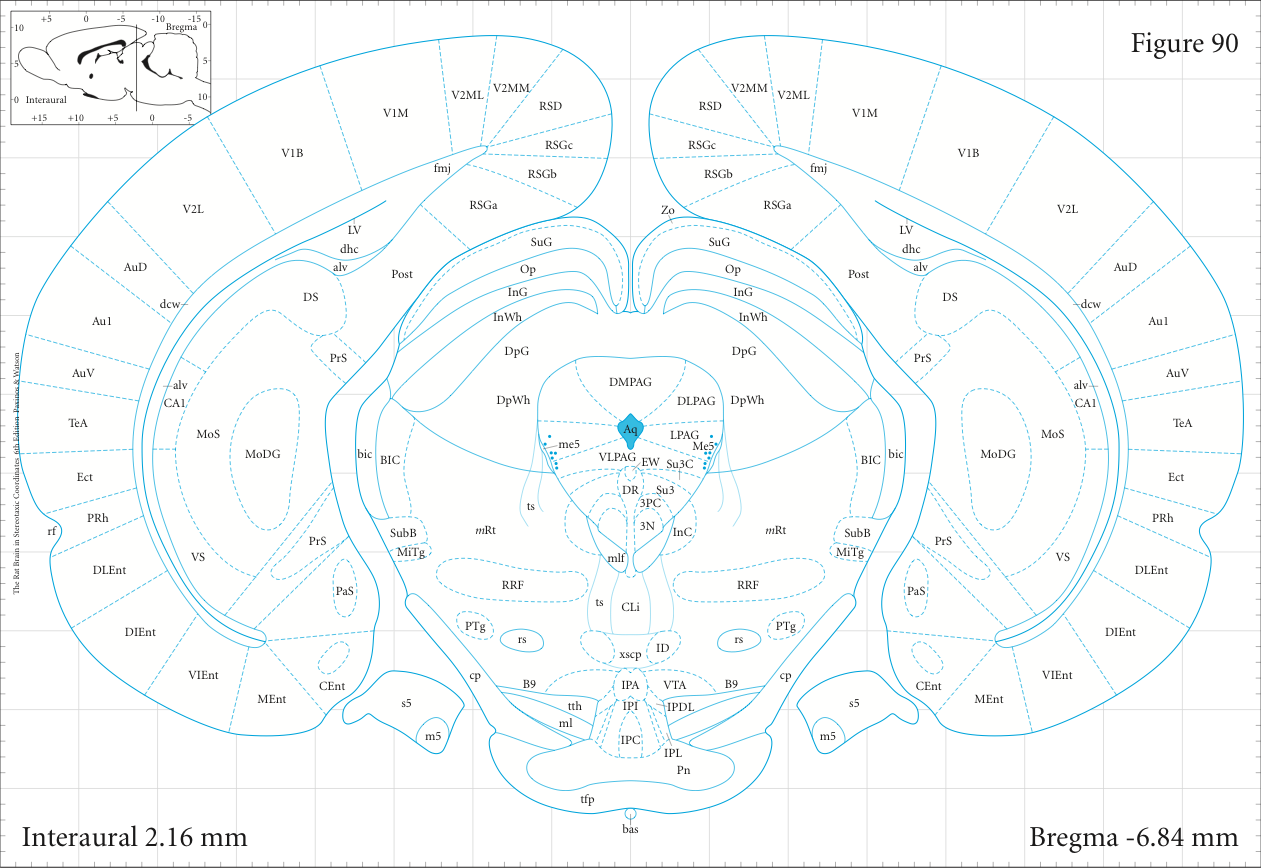 +5 0 -5 -10 -15
Bregma
10
5
0
0
5
10
Interaural
+15 +10 +5 0 -5
Figure 90
V1M V2ML V2MM RSD RSGc RSGb RSGa
V2MM V2ML V1M RSD RSGc RSGb RSGa
V1B fmj
fmj V1B
V2L LV dhc alv
Zo
LV dhc alv V2L
AuD dcw DS Post SuG Op InG InWh
SuG Op InG InWh Post DS dcw AuD
Au1 PrS DpG
DpG PrS Au1
AuV alv CA1 DpWh DMPAG DLPAG DpWh alv CA1 AuV
TeA MoS MoDG bic BIC me5 Aq LPAG Me5 BIC bic MoDG MoS TeA
VLPAG EW Su3C
Ect ts DR Su3 3PC Ect
rf PRh PrS SubB MiTg mRt 3N InC mRt SubB MiTg PrS PRh
DLEnt VS PaS RRF mlf RRF PaS VS DLEnt
ts CLi
DIEnt PTg rs xscp ID rs PTg DIEnt
VIEnt MEnt CEnt cp B9 IPA VTA B9 cp CEnt MEnt VIEnt
s5 tth IPI IPDL s5
m5 ml IPC IPL m5
Pn
tfp
bas
The Rat Brain in Stereotaxic Coordinates 6th Edition Paxinos & Watson
Interaural 2.16 mm
Bregma -6.84 mm